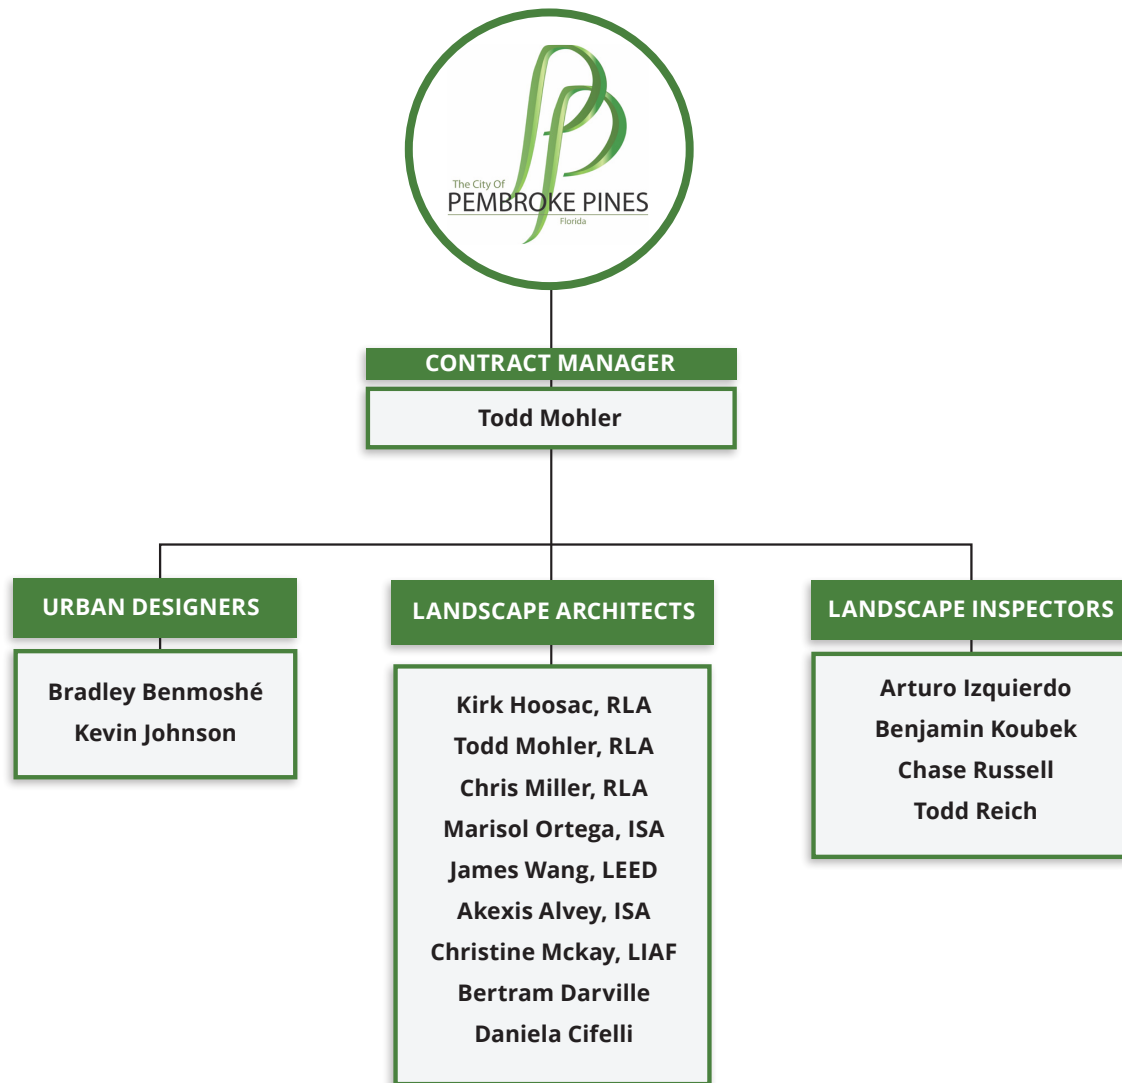 The City Of
PEMBROKE PINES
Florida
CONTRACT MANAGER
Todd Mohler
URBAN DESIGNERS
Bradley Benmoshé
Kevin Johnson
LANDSCAPE ARCHITECTS
Kirk Hoosac, RLA
Todd Mohler, RLA
Chris Miller, RLA
Marisol Ortega, ISA
James Wang, LEED
Akexis Alvey, ISA
Christine Mckay, LIAF
Bertram Darville
Daniela Cifelli
LANDSCAPE INSPECTORS
Arturo Izquierdo
Benjamin Koubek
Chase Russell
Todd Reich